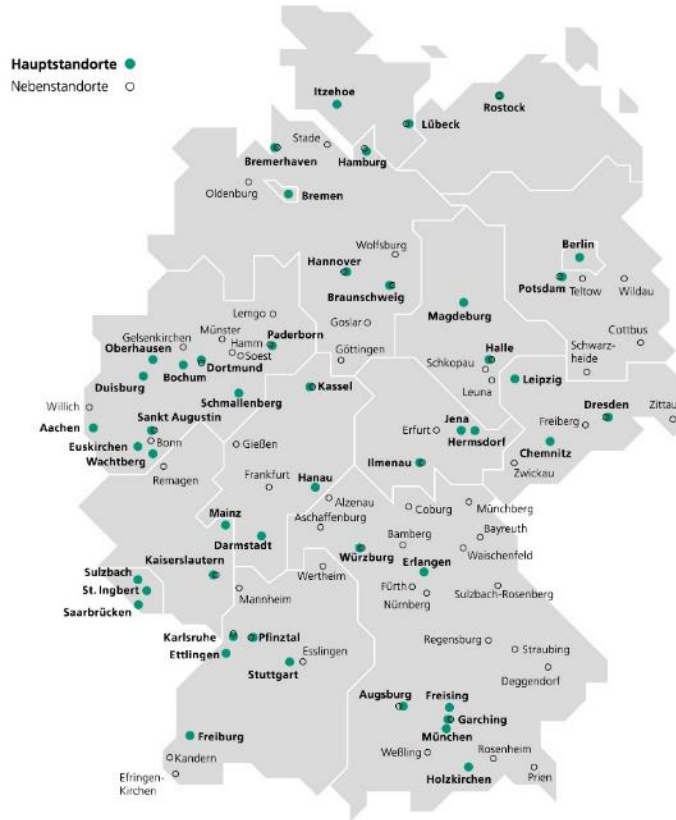 Hauptstandorte
Nebenstandorte
Itzehoe
Rostock
Lübeck
Stade
Bremerhaven
Hamburg
Oldenburg
Bremen
Wolfsburg
Berlin
Hannover
Potsdam
Teltow
Wildau
Braunschweig
Magdeburg
Lemgo
Goslar
Cottbus
Münster
Paderborn
Gelsenkirchen
Hamm
Schwarz-
heide
Oberhausen
Soest
Göttingen
Halle
Dortmund
Schkopau
Bochum
Duisburg
Leuna
Leipzig
Kassel
Schmallenberg
Willich
Dresden
Zittau
Sankt Augustin
Jena
Freiberg
Aachen
Erfurt
Hermsdorf
Bonn
Euskirchen
Gießen
Chemnitz
Wachtberg
Ilmenau
Zwickau
Remagen
Frankfurt
Hanau
Alzenau
Münchberg
Coburg
Mainz
Aschaffenburg
Bayreuth
Darmstadt
Bamberg
Würzburg
Waischenfeld
Kaiserslautern
Erlangen
Sulzbach
Wertheim
St. Ingbert
Mannheim
Fürth
Nürnberg
Sulzbach-Rosenberg
Saarbrücken
Karlsruhe
Pfinztal
Regensburg
Straubing
Ettlingen
Esslingen
Stuttgart
Deggendorf
Augsburg
Freising
Garching
Freiburg
München
Kandern
Weßling
Rosenheim
Efringen-
Kirchen
Holzkirchen
Prien